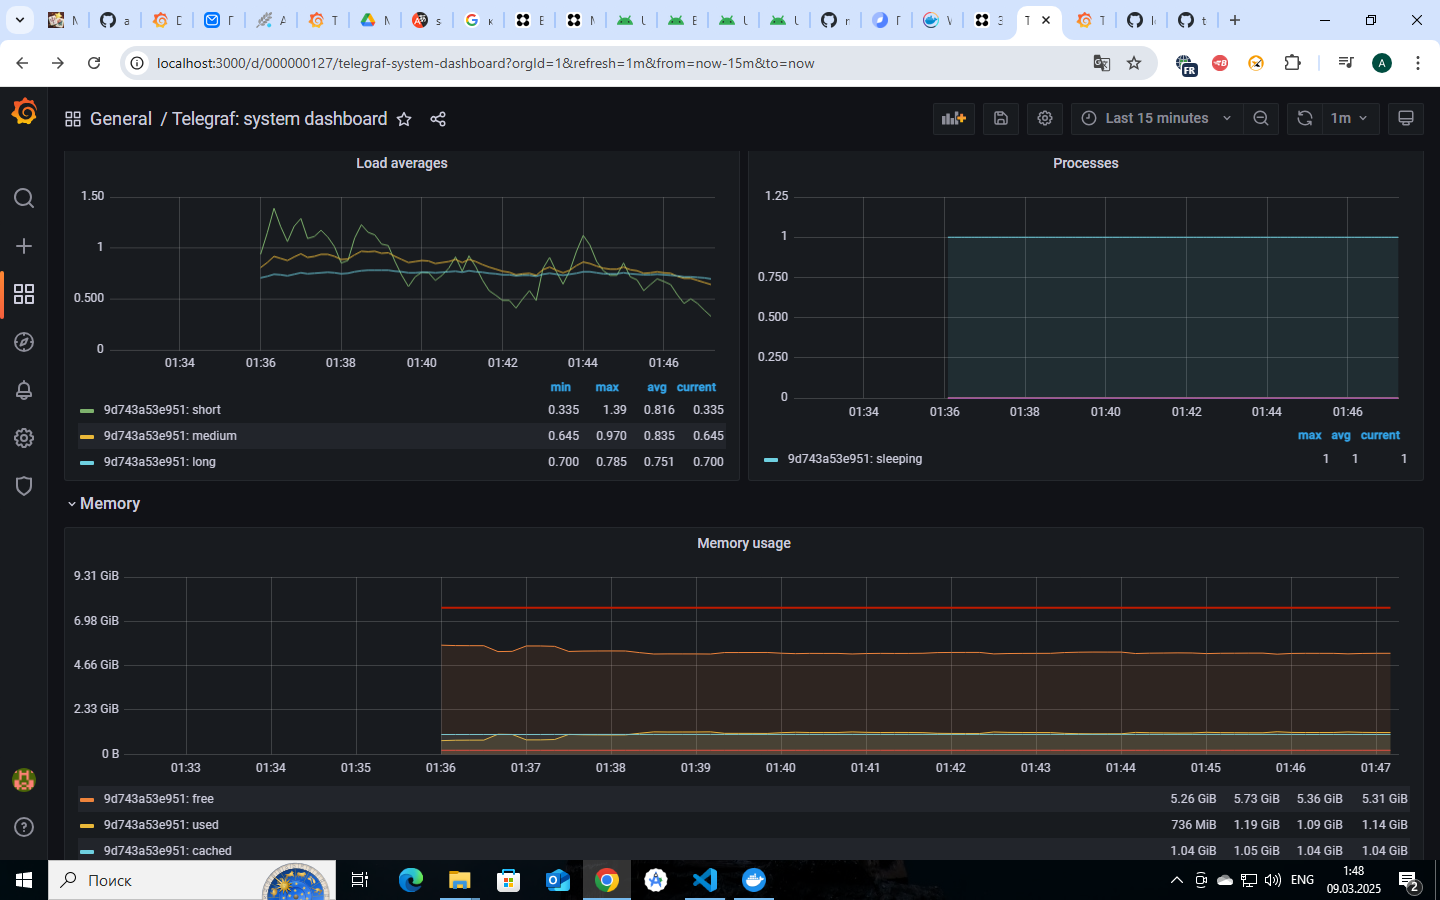 localhost:3000/d/000000127/telegraf-system-dashboard?orgId=1&refresh=1m&from=now-15m&to=now
FR
A
General / Telegraf: system dashboard
Last 15 minutes
1m
Load averages
1.50
1
0.500
0
01:34 01:36 01:38 01:40 01:42 01:44 01:46
min max avg current
9d743a53e951: short 0.335 1.39 0.816 0.335
9d743a53e951: medium 0.645 0.970 0.835 0.645
9d743a53e951: long 0.700 0.785 0.751 0.700
Processes
1.25
1
0.750
0.500
0.250
0
01:34 01:36 01:38 01:40 01:42 01:44 01:46
max avg current
9d743a53e951: sleeping 1 1 1
Memory
Memory usage
9.31 GiB
6.98 GiB
4.66 GiB
2.33 GiB
0 B
01:33 01:34 01:35 01:36 01:37 01:38 01:39 01:40 01:41 01:42 01:43 01:44 01:45 01:46 01:47
9d743a53e951: free 5.26 GiB 5.73 GiB 5.36 GiB 5.31 GiB
9d743a53e951: used 736 MiB 1.19 GiB 1.09 GiB 1.14 GiB
9d743a53e951: cached 1.04 GiB 1.05 GiB 1.04 GiB 1.04 GiB
Поиск
ENG
1:48
09.03.2025
2